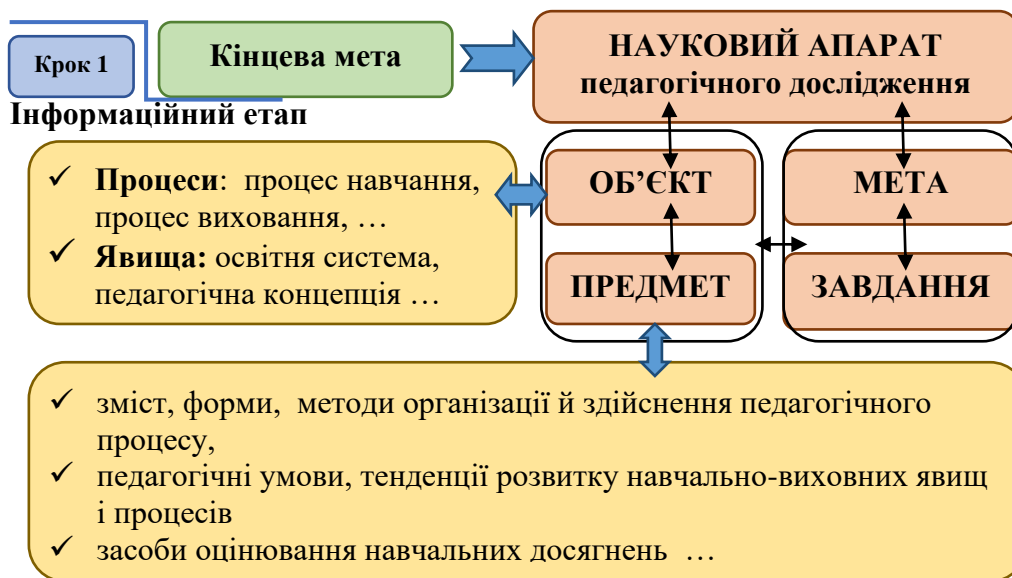 Крок 1
Кінцева мета
НАУКОВИЙ АПАРАТ
педагогічного дослідження
Інформаційний етап
✓ Процеси: процес навчання,
процес виховання, …
✓ Явища: освітня система,
педагогічна концепція …
ОБ’ЄКТ
МЕТА
ПРЕДМЕТ
ЗАВДАННЯ
✓ зміст, форми, методи організації й здійснення педагогічного
процесу,
✓ педагогічні умови, тенденції розвитку навчально-виховних явищ
і процесів
✓ засоби оцінювання навчальних досягнень …